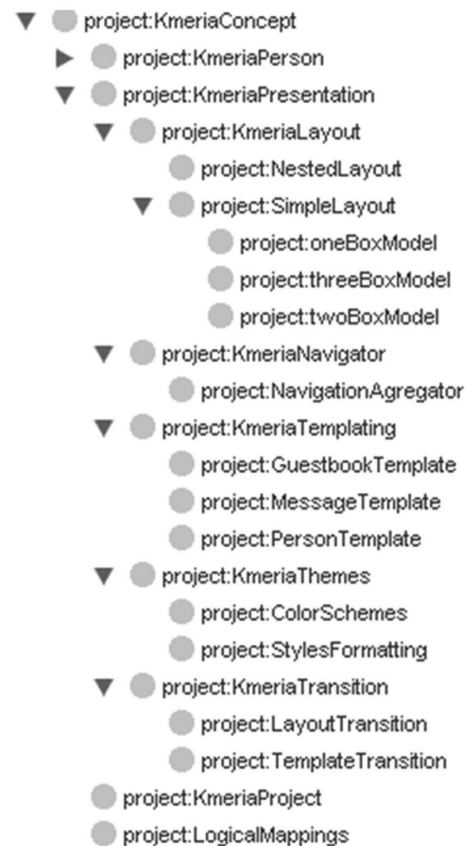 project:KmeriaConcept
project:KmeriaPerson
project:KmeriaPresentation
project:KmeriaLayout
project:NestedLayout
project:SimpleLayout
project:oneBoxModel
project:threeBoxModel
project:twoBoxModel
project:KmeriaNavigator
project:NavigationAgregator
project:KmeriaTemplating
project:GuestbookTemplate
project:MessageTemplate
project:PersonTemplate
project:KmeriaThemes
project:ColorSchemes
project:StylesFormatting
project:KmeriaTransition
project:LayoutTransition
project:TemplateTransition
project:KmeriaProject
project:LogicalMappings